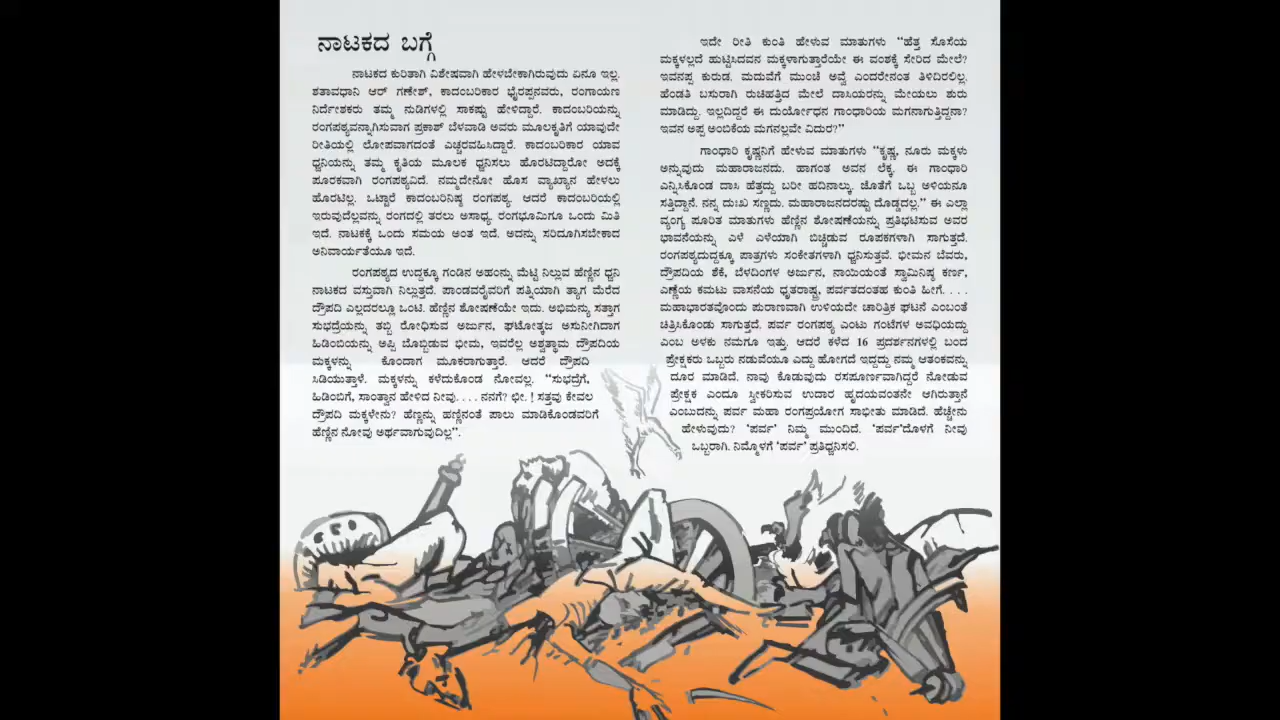 ನಾಟಕದ ಬಗ್ಗೆ
ನಾಟಕದ ಕುರಿತಾಗಿ ವಿಶೇಷವಾಗಿ ಹೇಳಬೇಕಾಗಿರುವುದು ಏನೂ ಇಲ್ಲ.
ಶತಾವಧಾನಿ ಆರ್ ಗಣೇಶ್, ಕಾದಂಬರಿಕಾರ ಭೈರಪ್ಪನವರು, ರಂಗಾಯಣ
ನಿರ್ದೇಶಕರು ತಮ್ಮ ನುಡಿಗಳಲ್ಲಿ ಸಾಕಷ್ಟು ಹೇಳಿದ್ದಾರೆ. ಕಾದಂಬರಿಯನ್ನು
ರಂಗಪಠ್ಯವನ್ನಾಗಿಸುವಾಗ ಪ್ರಕಾಶ್ ಬೆಳವಾಡಿ ಅವರು ಮೂಲಕೃತಿಗೆ ಯಾವುದೇ
ರೀತಿಯಲ್ಲಿ ಲೋಪವಾಗದಂತೆ ಎಚ್ಚರವಹಿಸಿದ್ದಾರೆ. ಕಾದಂಬರಿಕಾರ ಯಾವ
ಧ್ವನಿಯನ್ನು ತಮ್ಮ ಕೃತಿಯ ಮೂಲಕ ಧ್ವನಿಸಲು ಹೊರಟಿದ್ದಾರೋ ಅದಕ್ಕೆ
ಪೂರಕವಾಗಿ ರಂಗಪಠ್ಯವಿದೆ. ನಮ್ಮದೇನೋ ಹೊಸ ವ್ಯಾಖ್ಯಾನ ಹೇಳಲು
ಹೊರಟಿಲ್ಲ. ಒಟ್ಟಾರೆ ಕಾದಂಬರಿನಿಷ್ಠ ರಂಗಪಠ್ಯ. ಆದರೆ ಕಾದಂಬರಿಯಲ್ಲಿ
ಇರುವುದೆಲ್ಲವನ್ನು ರಂಗದಲ್ಲಿ ತರಲು ಅಸಾಧ್ಯ. ರಂಗಭೂಮಿಗೂ ಒಂದು ಮಿತಿ
ಇದೆ. ನಾಟಕಕ್ಕೆ ಒಂದು ಸಮಯ ಅಂತ ಇದೆ. ಅದನ್ನು ಸರಿದೂಗಿಸಬೇಕಾದ
ಅನಿವಾರ್ಯತೆಯೂ ಇದೆ.
ರಂಗಪಠ್ಯದ ಉದ್ದಕ್ಕೂ ಗಂಡಿನ ಅಹಂನ್ನು ಮೆಟ್ಟಿ ನಿಲ್ಲುವ ಹೆಣ್ಣಿನ ಧ್ವನಿ
ನಾಟಕದ ವಸ್ತುವಾಗಿ ನಿಲ್ಲುತ್ತದೆ. ಪಾಂಡವರೈವರಿಗೆ ಪತ್ನಿಯಾಗಿ ತ್ಯಾಗ ಮೆರೆದ
ದ್ರೌಪದಿ ಎಲ್ಲದರಲ್ಲೂ ಒಂಟಿ. ಹೆಣ್ಣಿನ ಶೋಷಣೆಯೇ ಇದು. ಅಭಿಮನ್ಯು ಸತ್ತಾಗ
ಸುಭದ್ರೆಯನ್ನು ತಬ್ಬಿ ರೋಧಿಸುವ ಅರ್ಜುನ, ಘಟೋತ್ಕಜ ಅಸುನೀಗಿದಾಗ
ಹಿಡಿಂಬಿಯನ್ನು ಅಪ್ಪಿ ಬೊಬ್ಬಿಡುವ ಭೀಮ, ಇವರೆಲ್ಲ ಅಶ್ವತ್ಥಾಮ ದ್ರೌಪದಿಯ
ಮಕ್ಕಳನ್ನು ಕೊಂದಾಗ ಮೂಕರಾಗುತ್ತಾರೆ. ಆದರೆ ದ್ರೌಪದಿ
ಸಿಡಿಯುತ್ತಾಳೆ. ಮಕ್ಕಳನ್ನು ಕಳೆದುಕೊಂಡ ನೋವಲ್ಲ. “ಸುಭದ್ರೆಗೆ,
ಹಿಡಿಂಬಿಗೆ, ಸಾಂತ್ವಾನ ಹೇಳಿದ ನೀವು. . . . ನನಗೆ? ಛೀ. ! ಸತ್ತವು ಕೇವಲ
ದ್ರೌಪದಿ ಮಕ್ಕಳೇನು? ಹೆಣ್ಣನ್ನು ಹಣ್ಣಿನಂತೆ ಪಾಲು ಮಾಡಿಕೊಂಡವರಿಗೆ
ಹೆಣ್ಣಿನ ನೋವು ಅರ್ಥವಾಗುವುದಿಲ್ಲ”.
ಇದೇ ರೀತಿ ಕುಂತಿ ಹೇಳುವ ಮಾತುಗಳು “ಹೆತ್ತ ಸೊಸೆಯ
ಮಕ್ಕಳಲ್ಲದೆ ಹುಟ್ಟಿಸಿದವನ ಮಕ್ಕಳಾಗುತ್ತಾರೆಯೇ ಈ ವಂಶಕ್ಕೆ ಸೇರಿದ ಮೇಲೆ?
ಇವನಪ್ಪ ಕುರುಡ. ಮದುವೆಗೆ ಮುಂಚೆ ಅವ್ವೆ ಎಂದರೇನಂತ ತಿಳಿದಿರಲಿಲ್ಲ.
ಹೆಂಡತಿ ಬಸುರಾಗಿ ರುಚಿಹತ್ತಿದ ಮೇಲೆ ದಾಸಿಯರನ್ನು ಮೇಯಲು ಶುರು
ಮಾಡಿದ್ದು. ಇಲ್ಲದಿದ್ದರೆ ಈ ದುರ್ಯೋಧನ ಗಾಂಧಾರಿಯ ಮಗನಾಗುತ್ತಿದ್ದನಾ?
ಇವನ ಅಪ್ಪ ಅಂಬಿಕೆಯ ಮಗನಲ್ಲವೇ ವಿದುರ?”
ಗಾಂಧಾರಿ ಕೃಷ್ಣನಿಗೆ ಹೇಳುವ ಮಾತುಗಳು “ಕೃಷ್ಣ, ನೂರು ಮಕ್ಕಳು
ಅನ್ನುವುದು ಮಹಾರಾಜನದು. ಹಾಗಂತ ಅವನ ಲೆಕ್ಕ. ಈ ಗಾಂಧಾರಿ
ಎನ್ನಿಸಿಕೊಂಡ ದಾಸಿ ಹೆತ್ತದ್ದು ಬರೀ ಹದಿನಾಲ್ಕು. ಜೊತೆಗೆ ಒಬ್ಬ ಅಳಿಯನೂ
ಸತ್ತಿದ್ದಾನೆ. ನನ್ನ ದುಃಖ ಸಣ್ಣದು. ಮಹಾರಾಜನದರಷ್ಟು ದೊಡ್ಡದಲ್ಲ.” ಈ ಎಲ್ಲಾ
ವ್ಯಂಗ್ಯ ಪೂರಿತ ಮಾತುಗಳು ಹೆಣ್ಣಿನ ಶೋಷಣೆಯನ್ನು ಪ್ರತಿಭಟಿಸುವ ಅವರ
ಭಾವನೆಯನ್ನು ಎಳೆ ಎಳೆಯಾಗಿ ಬಿಚ್ಚಿಡುವ ರೂಪಕಗಳಾಗಿ ಸಾಗುತ್ತದೆ.
ರಂಗಪಠ್ಯದುದ್ದಕ್ಕೂ ಪಾತ್ರಗಳು ಸಂಕೇತಗಳಾಗಿ ಧ್ವನಿಸುತ್ತವೆ. ಭೀಮನ ಬೆವರು,
ದ್ರೌಪದಿಯ ಶೆಕೆ, ಬೆಳದಿಂಗಳ ಅರ್ಜುನ, ನಾಯಿಯಂತೆ ಸ್ವಾಮಿನಿಷ್ಠ ಕರ್ಣ,
ಎಣ್ಣೆಯ ಕಮಟು ವಾಸನೆಯ ಧೃತರಾಷ್ಟ್ರ, ಪರ್ವತದಂತಹ ಕುಂತಿ ಹೀಗೆ. . . .
ಮಹಾಭಾರತವೊಂದು ಪುರಾಣವಾಗಿ ಉಳಿಯದೇ ಚಾರಿತ್ರಿಕ ಘಟನೆ ಎಂಬಂತೆ
ಚಿತ್ರಿಸಿಕೊಂಡು ಸಾಗುತ್ತದೆ. ಪರ್ವ ರಂಗಪಠ್ಯ ಎಂಟು ಗಂಟೆಗಳ ಅವಧಿಯದ್ದು
ಎಂಬ ಅಳಕು ನಮಗೂ ಇತ್ತು. ಆದರೆ ಕಳೆದ 16 ಪ್ರದರ್ಶನಗಳಲ್ಲಿ ಬಂದ
ಪ್ರೇಕ್ಷಕರು ಒಬ್ಬರು ನಡುವೆಯೂ ಎದ್ದು ಹೋಗದೆ ಇದ್ದದ್ದು ನಮ್ಮ ಆತಂಕವನ್ನು
ದೂರ ಮಾಡಿದೆ. ನಾವು ಕೊಡುವುದು ರಸಪೂರ್ಣವಾಗಿದ್ದರೆ ನೋಡುವ
ಪ್ರೇಕ್ಷಕ ಎಂದೂ ಸ್ವೀಕರಿಸುವ ಉದಾರ ಹೃದಯವಂತನೇ ಆಗಿರುತ್ತಾನೆ
ಎಂಬುದನ್ನು ಪರ್ವ ಮಹಾ ರಂಗಪ್ರಯೋಗ ಸಾಭೀತು ಮಾಡಿದೆ. ಹೆಚ್ಚೇನು
ಹೇಳುವುದು? ‘ಪರ್ವ’ ನಿಮ್ಮ ಮುಂದಿದೆ. ‘ಪರ್ವ’ದೊಳಗೆ ನೀವು
ಒಬ್ಬರಾಗಿ. ನಿಮ್ಮೊಳಗೆ ‘ಪರ್ವ’ ಪ್ರತಿಧ್ವನಿಸಲಿ.